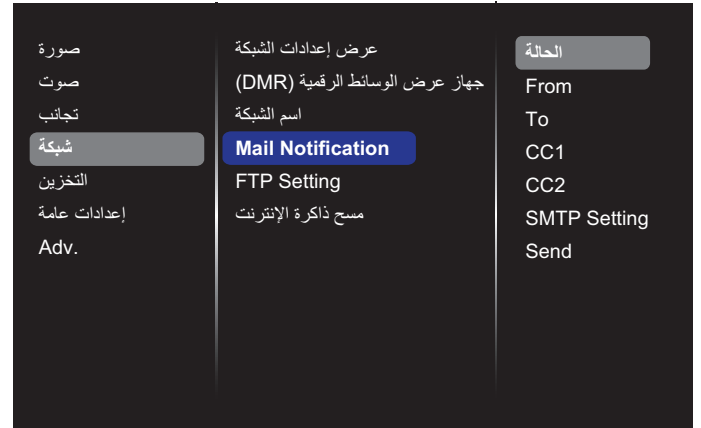 صورة
صوت
تجانب
شبكة
التخزين
إعدادات عامة
Adv.
عرض إعدادات الشبكة
جهاز عرض الوسائط الرقمية (DMR)
اسم الشبكة
Mail Notification
FTP Setting
مسح ذاكرة الإنترنت
الحالة
From
To
CC1
CC2
SMTP Setting
Send